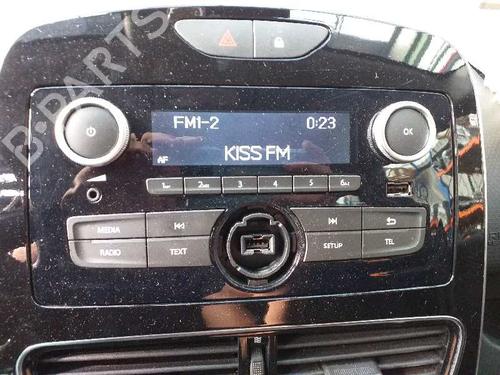 B-PARTS
FM1-2 0:23
AF KISS FM
OK
1 2 3 4 5 6
MEDIA
RADIO TEXT SETUP TEL